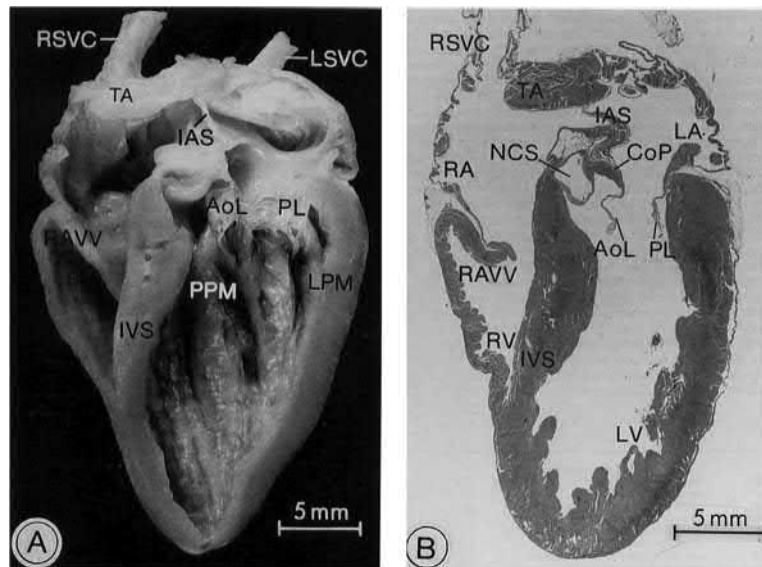 RSVC
LSVC
TA
IAS
AoL
PL
RAVV
PPM
LPM
IVS
5 mm
A
RSVC
TA
IAS
LA
NCS
CoP
RA
AoL
PL
RAVV
RV
IVS
LV
5 mm
B